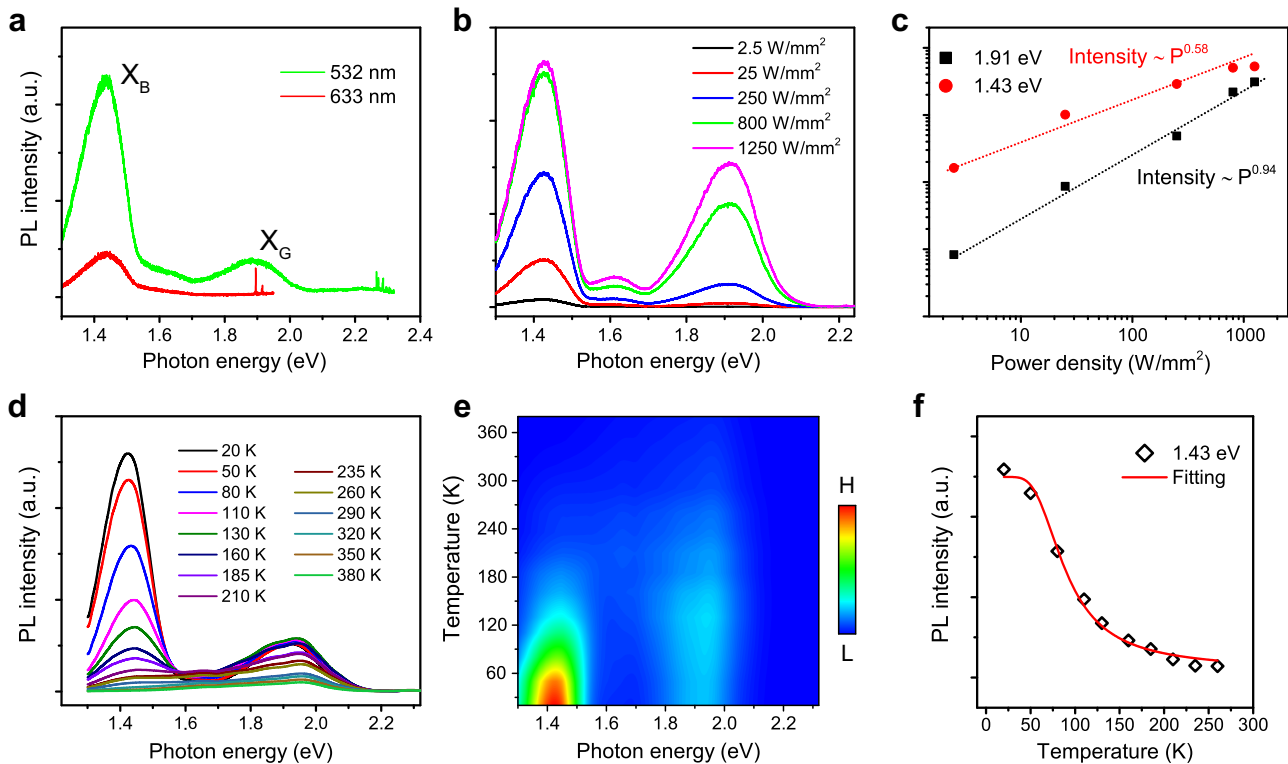 a
PL intensity (a.u.)
X_B
X_G
532 nm
633 nm
1.4 1.6 1.8 2.0 2.2 2.4
Photon energy (eV)
b
2.5 W/mm²
25 W/mm²
250 W/mm²
800 W/mm²
1250 W/mm²
1.4 1.6 1.8 2.0 2.2
Photon energy (eV)
c
1.91 eV
1.43 eV
Intensity ~ P^0.58
Intensity ~ P^0.94
10 100 1000
Power density (W/mm²)
d
PL intensity (a.u.)
20 K
50 K
80 K
110 K
130 K
160 K
185 K
210 K
235 K
260 K
290 K
320 K
350 K
380 K
1.4 1.6 1.8 2.0 2.2
Photon energy (eV)
e
Temperature (K)
360
300
240
180
120
60
H
L
1.4 1.6 1.8 2.0 2.2
Photon energy (eV)
f
PL intensity (a.u.)
1.43 eV
Fitting
0 50 100 150 200 250 300
Temperature (K)